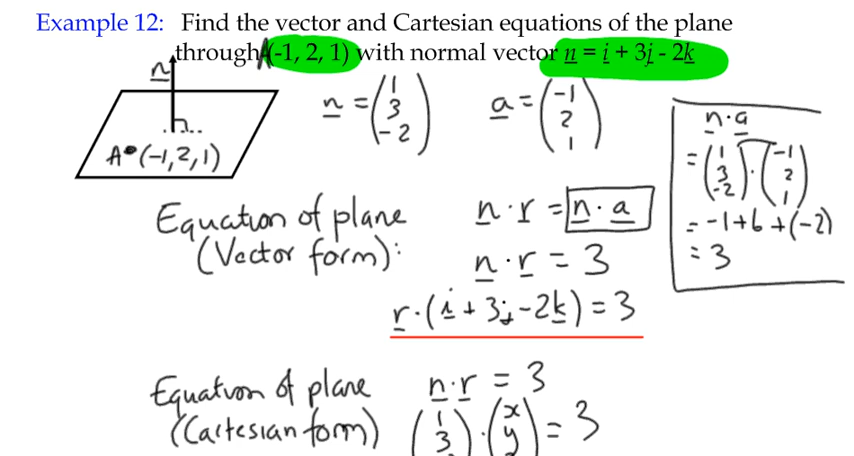 Example 12: Find the vector and Cartesian equations of the plane
through A(-1, 2, 1) with normal vector n = i + 3j - 2k
n
A (-1,2,1)
n = (1 3 -2)
a = (-1 2 1)
n·a
= (1 3 -2) · (-1 2 1)
= -1+6+(-2)
= 3
Equation of plane
(Vector form):
n·r = n·a
n·r = 3
r·(i + 3j - 2k) = 3
Equation of plane
(Cartesian form)
n·r = 3
(1 3 · (x y) = 3